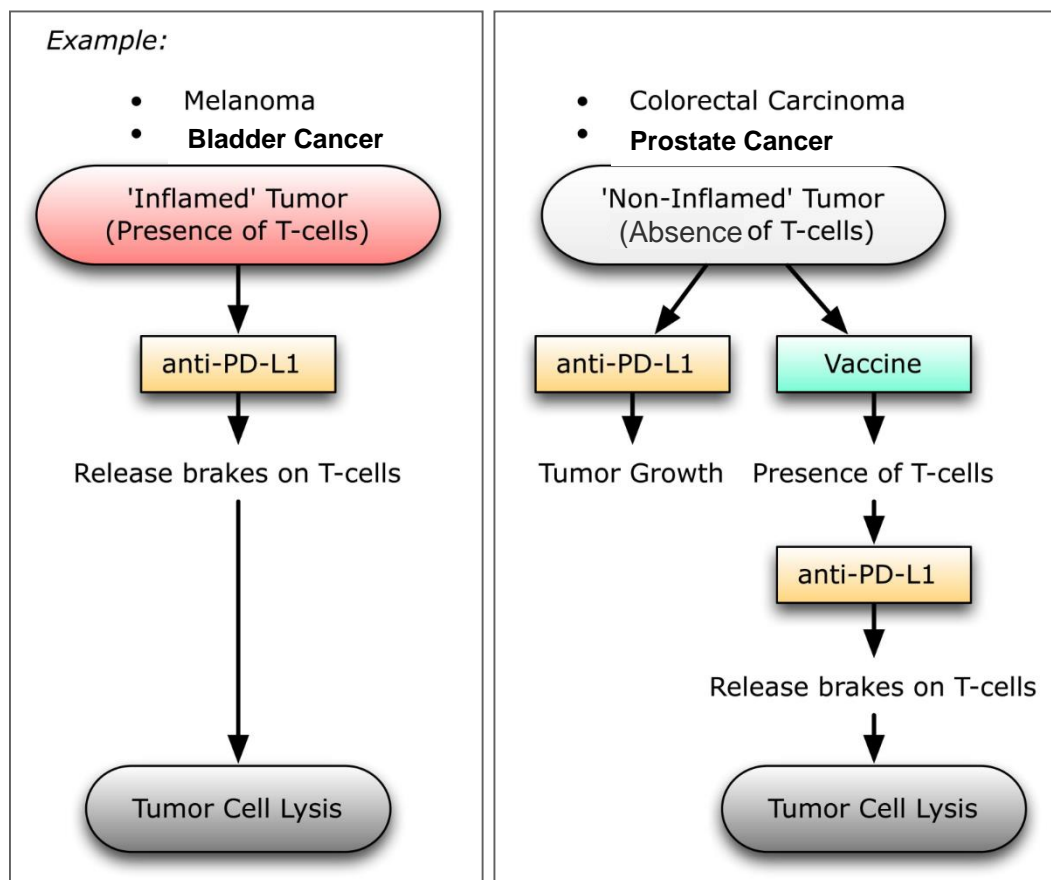 Example:
• Melanoma
• Bladder Cancer
'Inflamed' Tumor
(Presence of T-cells)
anti-PD-L1
Release brakes on T-cells
Tumor Cell Lysis
• Colorectal Carcinoma
• Prostate Cancer
'Non-Inflamed' Tumor
(Absence of T-cells)
anti-PD-L1
Tumor Growth
Vaccine
Presence of T-cells
anti-PD-L1
Release brakes on T-cells
Tumor Cell Lysis